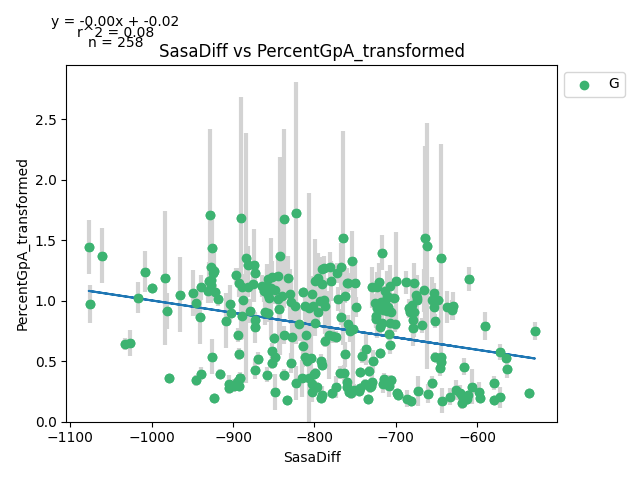 y = -0.00x + -0.02
r^2 = 0.08
n = 258
SasaDiff vs PercentGpA_transformed
G
PercentGpA_transformed
2.5
2.0
1.5
1.0
0.5
0.0
−1100
−1000
−900
−800
−700
−600
SasaDiff